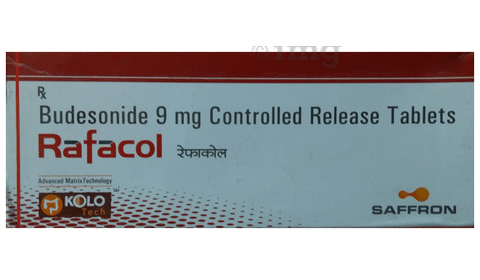 ℞
Budesonide 9 mg Controlled Release Tablets
Rafacol रेफाकोल
Advanced Matrix Technology
KOLO
Tech
SAFFRON